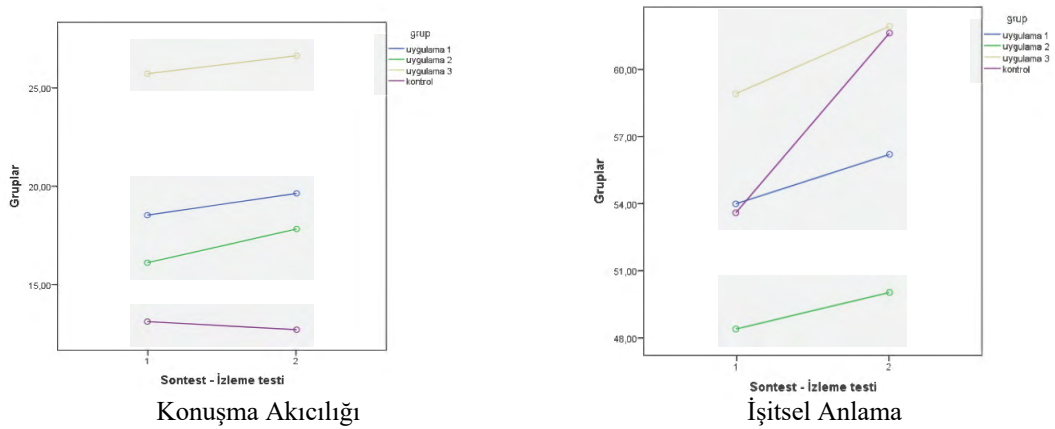 grup
uygulama 1
uygulama 2
uygulama 3
kontrol
25,00
20,00
15,00
Gruplar
1
2
Sontest - İzleme testi
Konuşma Akıcılığı
grup
uygulama 1
uygulama 2
uygulama 3
kontrol
60,00
57,00
54,00
51,00
48,00
Gruplar
1
2
Sontest - İzleme testi
İşitsel Anlama